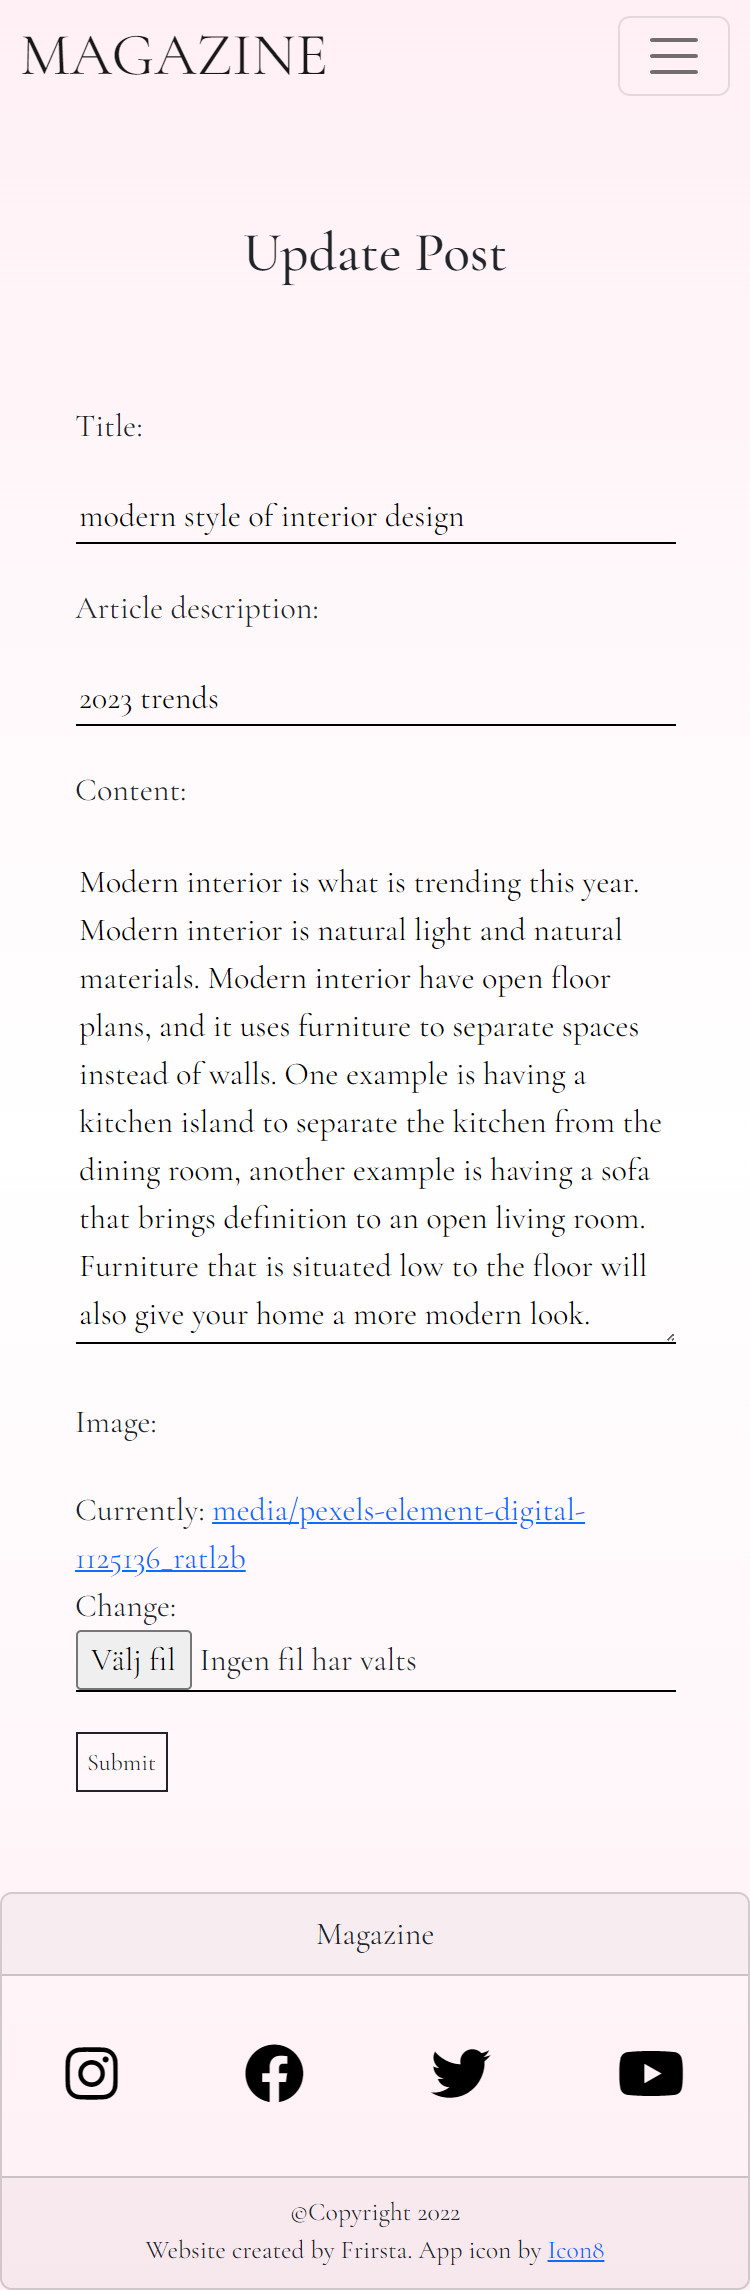 MAGAZINE
Update Post
Title:
modern style of interior design
Article description:
2023 trends
Content:
Modern interior is what is trending this year.
Modern interior is natural light and natural
materials. Modern interior have open floor
plans, and it uses furniture to separate spaces
instead of walls. One example is having a
kitchen island to separate the kitchen from the
dining room, another example is having a sofa
that brings definition to an open living room.
Furniture that is situated low to the floor will
also give your home a more modern look.
Image:
Currently: media/pexels-element-digital-
1125136_ratl2b
Change:
Välj fil Ingen fil har valts
Submit
Magazine
©Copyright 2022
Website created by Frirsta. App icon by Icon8